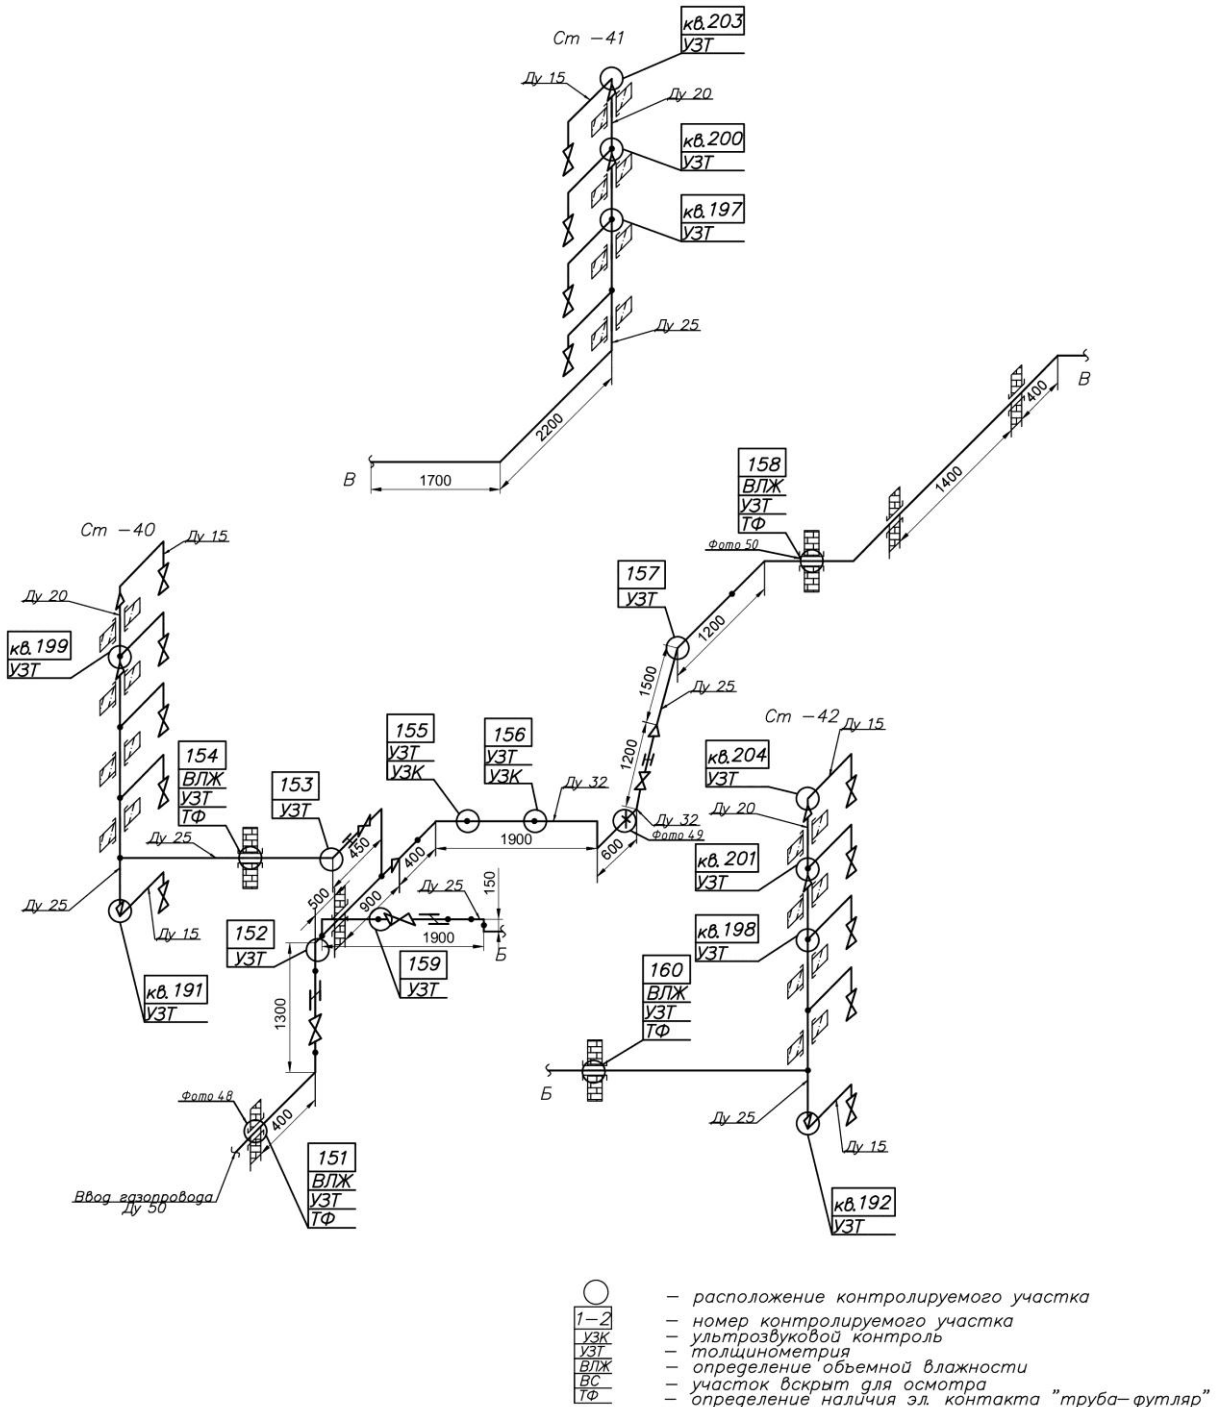 кв.203
УЗТ
Ст -41
Ду 15
Ду 20
кв.200
УЗТ
кв.197
УЗТ
Ду 25
2200
1700
В
В
400
1400
158
ВЛЖ
УЗТ
ТФ
Фото 50
157
УЗТ
1200
1500
Ду 25
1200
Ду 32
Фото 49
Ст -40
Ду 15
Ду 20
кв.199
УЗТ
154
ВЛЖ
УЗТ
ТФ
153
УЗТ
155
УЗТ
УЗК
156
УЗТ
УЗК
Ду 32
1900
600
Ду 25
Ду 25
Ду 15
кв.191
УЗТ
450
400
500
900
Ду 25
150
1900
Б
152
УЗТ
159
УЗТ
1300
Фото 48
400
151
ВЛЖ
УЗТ
ТФ
Ввод газопровода
Ду 50
Ст -42
Ду 15
кв.204
УЗТ
Ду 20
кв.201
УЗТ
кв.198
УЗТ
160
ВЛЖ
УЗТ
ТФ
Б
Ду 25
Ду 15
кв.192
УЗТ
– расположение контролируемого участка
1-2 – номер контролируемого участка
УЗК – ультрозвуковой контроль
УЗТ – толщинометрия
ВЛЖ – определение объемной влажности
ВС – участок вскрыт для осмотра
ТФ – определение наличия эл. контакта "труба-футляр"